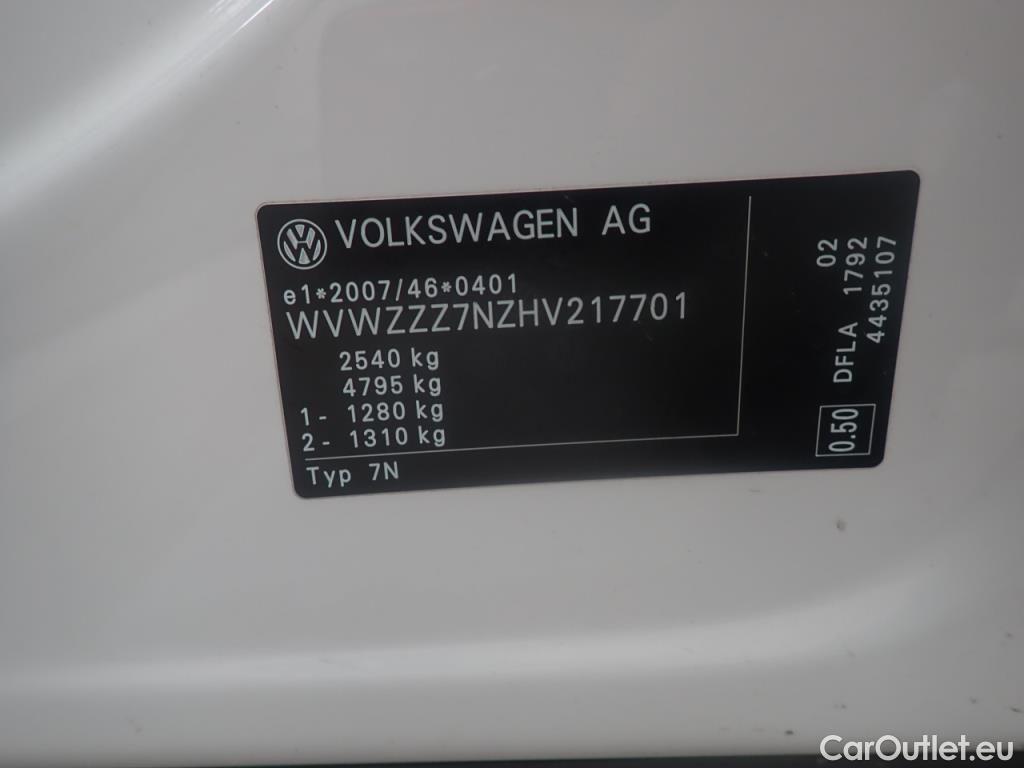 VOLKSWAGEN AG
e1*2007/46*0401
WVWZZZ7NZHV217701
2540 kg
4795 kg
1- 1280 kg
2- 1310 kg
Typ 7N
02
DFLA 1792
4435107
0.50
CarOutlet.eu